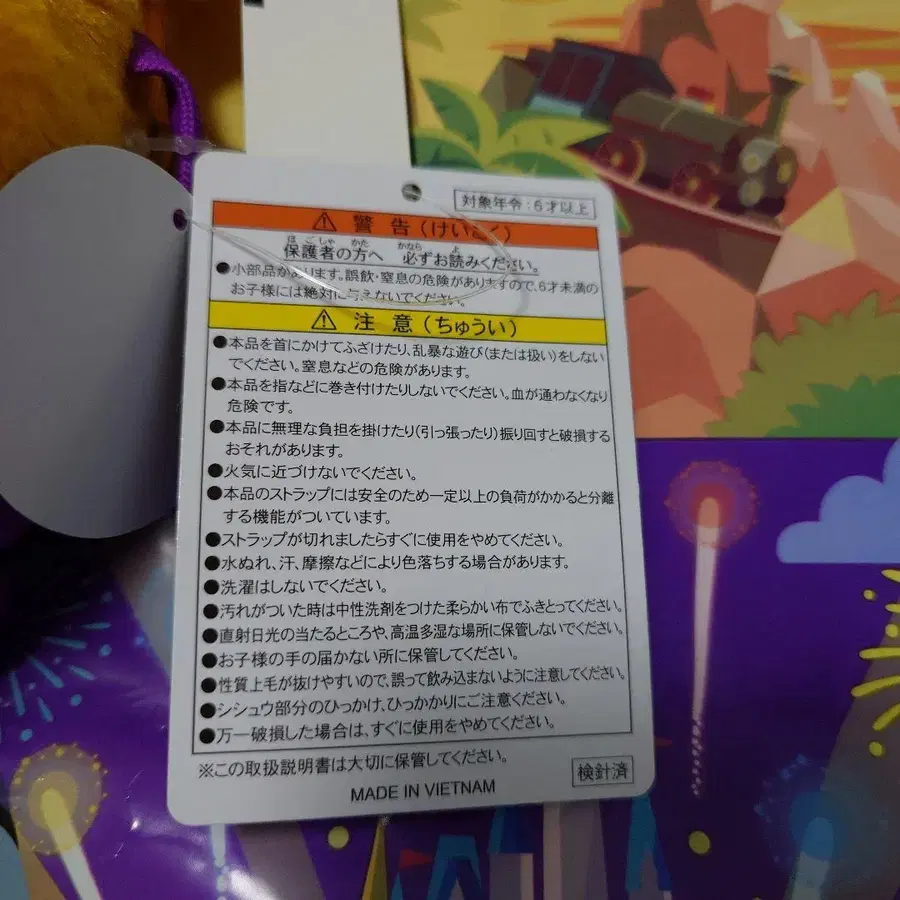 対象年令:6才以上
⚠ 警告(けいこく)
ほごしゃ かた かなら よ
保護者の方へ 必ずお読みください。
●小部品があります。誤飲・窒息の危険がありますので、6才未満の
お子様には絶対に与えないでください。
⚠ 注意(ちゅうい)
●本品を首にかけてふざけたり、乱暴な遊び(または扱い)をしない
でください。窒息などの危険があります。
●本品を指などに巻き付けたりしないでください。血が通わなくなり
危険です。
●本品に無理な負担を掛けたり(引っ張ったり)振り回すと破損する
おそれがあります。
●火気に近づけないでください。
●本品のストラップには安全のため一定以上の負荷がかかると分離
する機能がついています。
●ストラップが切れましたらすぐに使用をやめてください。
●水ぬれ、汗、摩擦などにより色落ちする場合があります。
●洗濯はしないでください。
●汚れがついた時は中性洗剤をつけた柔らかい布でふきとってください。
●直射日光の当たるところや、高温多湿な場所に保管しないでください。
●お子様の手の届かない所に保管してください。
●性質上毛が抜けやすいので、誤って飲み込まないように注意してください。
●シシュウ部分のひっかけ、ひっかかりにご注意ください。
●万一破損した場合は、すぐに使用をやめてください。
※この取扱説明書は大切に保管してください。
検針済
MADE IN VIETNAM